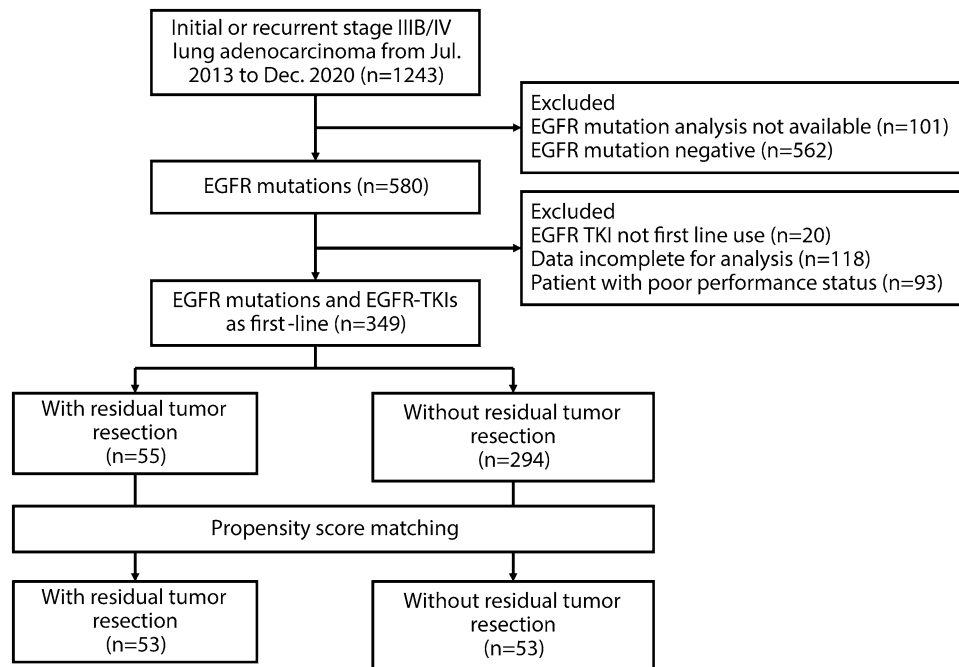 Initial or recurrent stage IIIB/IV
lung adenocarcinoma from Jul.
2013 to Dec. 2020 (n=1243)
Excluded
EGFR mutation analysis not available (n=101)
EGFR mutation negative (n=562)
EGFR mutations (n=580)
Excluded
EGFR TKI not first line use (n=20)
Data incomplete for analysis (n=118)
Patient with poor performance status (n=93)
EGFR mutations and EGFR-TKIs
as first-line (n=349)
With residual tumor
resection
(n=55)
Without residual tumor
resection
(n=294)
Propensity score matching
With residual tumor
resection
(n=53)
Without residual tumor
resection
(n=53)